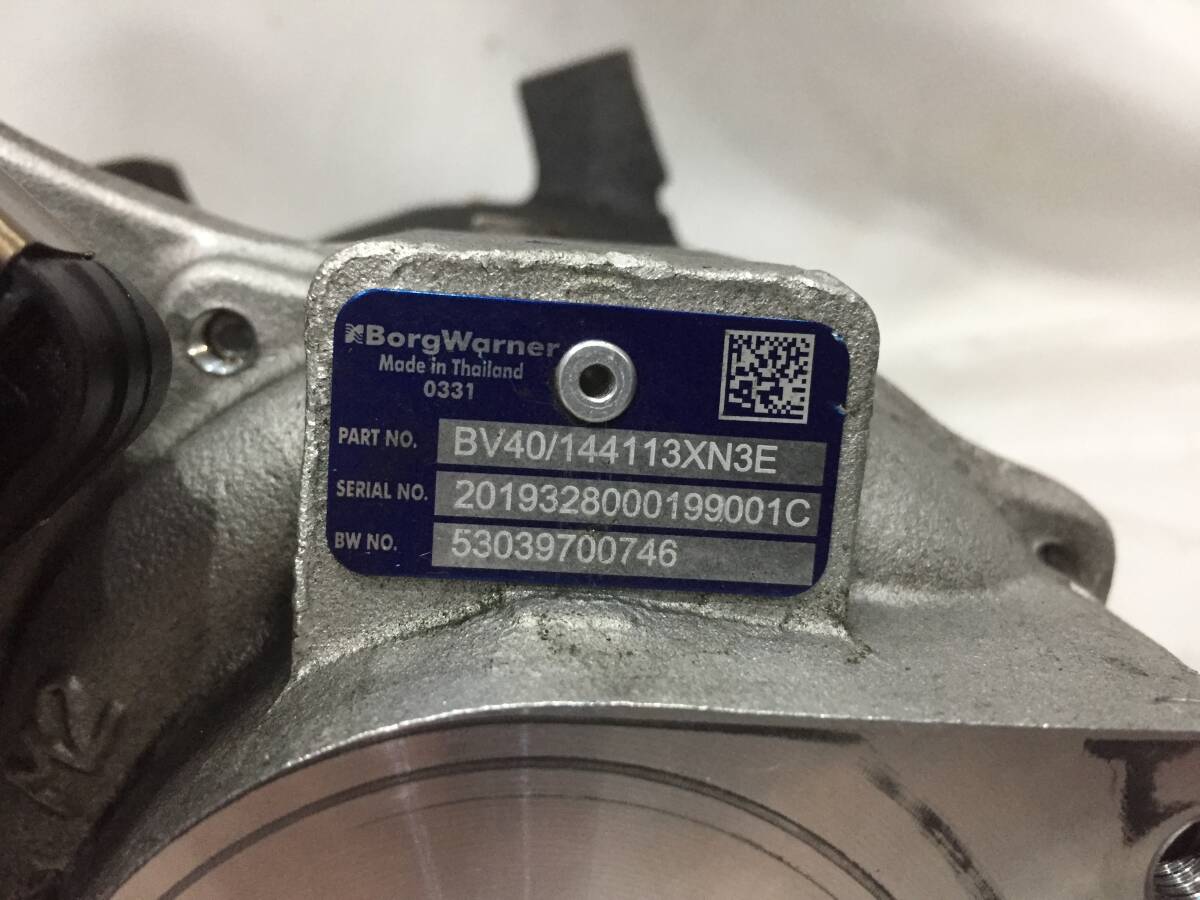 BorgWarner
Made in Thailand
0331
PART NO. BV40/144113XN3E
SERIAL NO. 2019328000199001C
BW NO. 53039700746